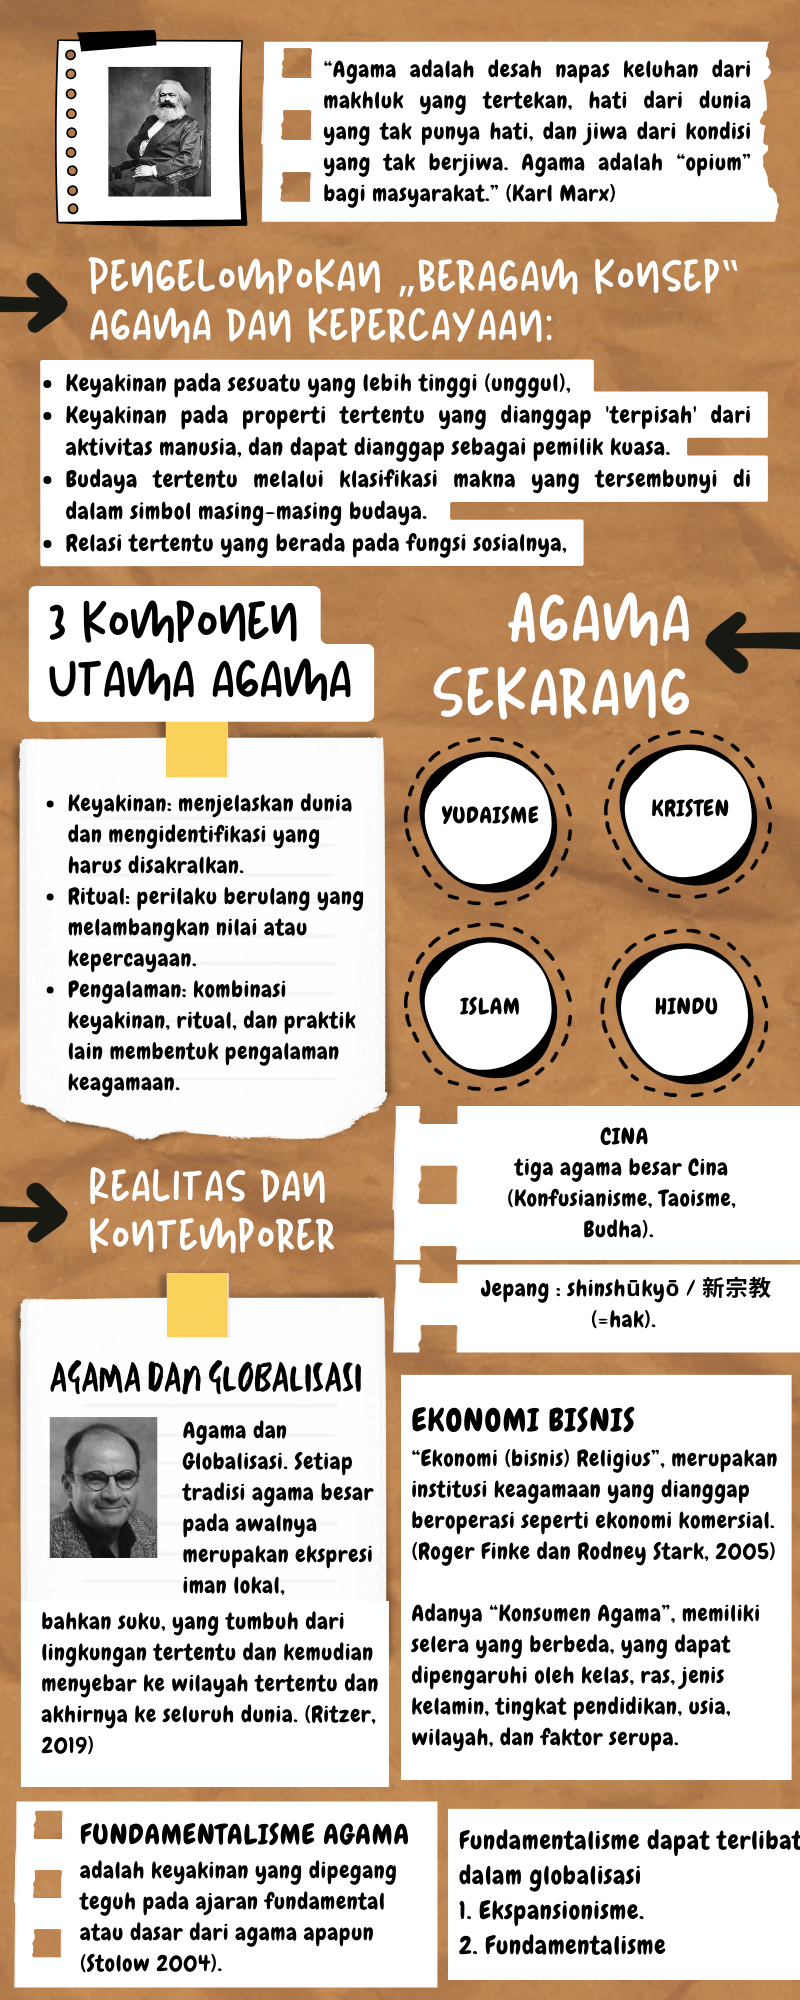 “Agama adalah desah napas keluhan dari
makhluk yang tertekan, hati dari dunia
yang tak punya hati, dan jiwa dari kondisi
yang tak berjiwa. Agama adalah “opium”
bagi masyarakat.” (Karl Marx)
PENGELOMPOKAN „BERAGAM KONSEP“
AGAMA DAN KEPERCAYAAN:
• Keyakinan pada sesuatu yang lebih tinggi (unggul),
• Keyakinan pada properti tertentu yang dianggap 'terpisah' dari
aktivitas manusia, dan dapat dianggap sebagai pemilik kuasa.
• Budaya tertentu melalui klasifikasi makna yang tersembunyi di
dalam simbol masing-masing budaya.
• Relasi tertentu yang berada pada fungsi sosialnya,
3 KOMPONEN
UTAMA AGAMA
• Keyakinan: menjelaskan dunia
dan mengidentifikasi yang
harus disakralkan.
• Ritual: perilaku berulang yang
melambangkan nilai atau
kepercayaan.
• Pengalaman: kombinasi
keyakinan, ritual, dan praktik
lain membentuk pengalaman
keagamaan.
AGAMA
SEKARANG
YUDAISME
KRISTEN
ISLAM
HINDU
CINA
tiga agama besar Cina
(Konfusianisme, Taoisme,
Budha).
Jepang : shinshūkyō / 新宗教
(=hak).
REALITAS DAN
KONTEMPORER
AGAMA DAN GLOBALISASI
Agama dan
Globalisasi. Setiap
tradisi agama besar
pada awalnya
merupakan ekspresi
iman lokal,
bahkan suku, yang tumbuh dari
lingkungan tertentu dan kemudian
menyebar ke wilayah tertentu dan
akhirnya ke seluruh dunia. (Ritzer,
2019)
EKONOMI BISNIS
“Ekonomi (bisnis) Religius”, merupakan
institusi keagamaan yang dianggap
beroperasi seperti ekonomi komersial.
(Roger Finke dan Rodney Stark, 2005)
Adanya “Konsumen Agama”, memiliki
selera yang berbeda, yang dapat
dipengaruhi oleh kelas, ras, jenis
kelamin, tingkat pendidikan, usia,
wilayah, dan faktor serupa.
FUNDAMENTALISME AGAMA
adalah keyakinan yang dipegang
teguh pada ajaran fundamental
atau dasar dari agama apapun
(Stolow 2004).
Fundamentalisme dapat terlibat
dalam globalisasi
1. Ekspansionisme.
2. Fundamentalisme